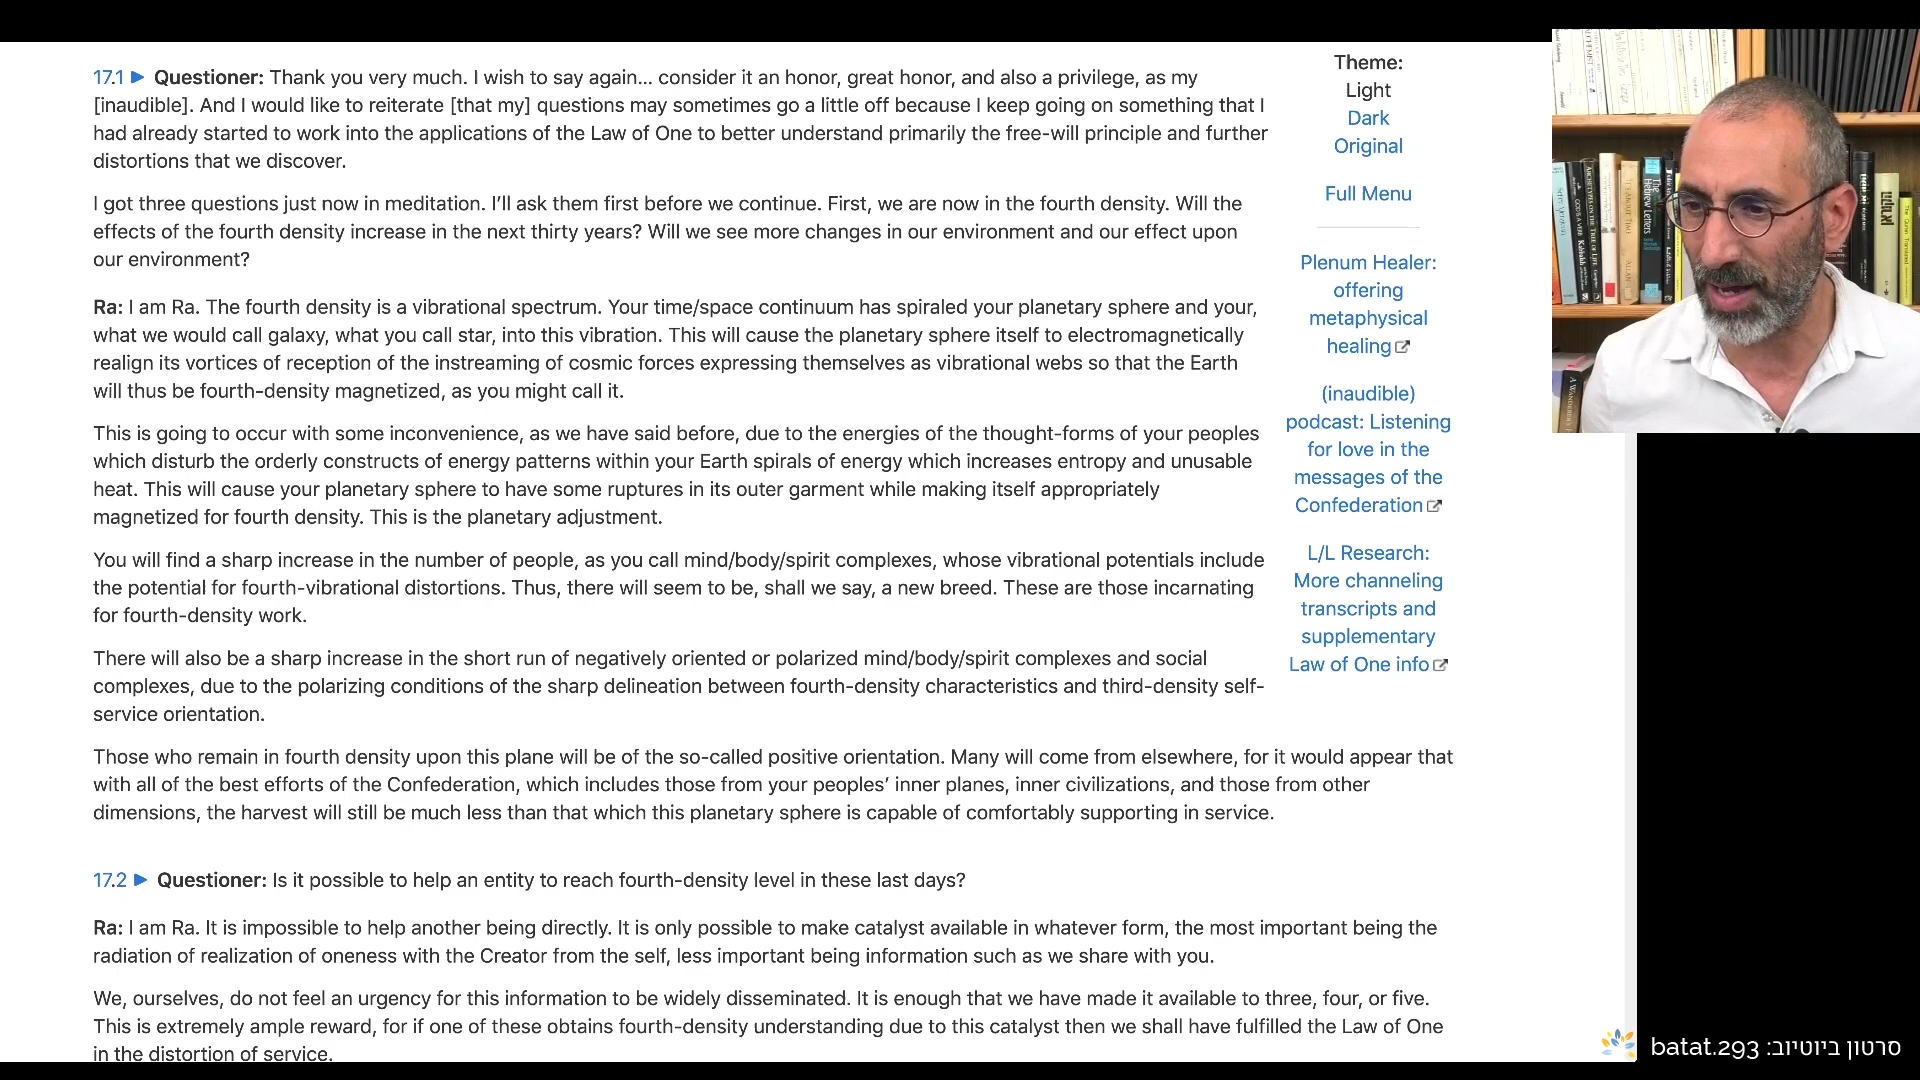 17.1 ► Questioner: Thank you very much. I wish to say again... consider it an honor, great honor, and also a privilege, as my
[inaudible]. And I would like to reiterate [that my] questions may sometimes go a little off because I keep going on something that I
had already started to work into the applications of the Law of One to better understand primarily the free-will principle and further
distortions that we discover.
I got three questions just now in meditation. I’ll ask them first before we continue. First, we are now in the fourth density. Will the
effects of the fourth density increase in the next thirty years? Will we see more changes in our environment and our effect upon
our environment?
Ra: I am Ra. The fourth density is a vibrational spectrum. Your time/space continuum has spiraled your planetary sphere and your,
what we would call galaxy, what you call star, into this vibration. This will cause the planetary sphere itself to electromagnetically
realign its vortices of reception of the instreaming of cosmic forces expressing themselves as vibrational webs so that the Earth
will thus be fourth-density magnetized, as you might call it.
This is going to occur with some inconvenience, as we have said before, due to the energies of the thought-forms of your peoples
which disturb the orderly constructs of energy patterns within your Earth spirals of energy which increases entropy and unusable
heat. This will cause your planetary sphere to have some ruptures in its outer garment while making itself appropriately
magnetized for fourth density. This is the planetary adjustment.
You will find a sharp increase in the number of people, as you call mind/body/spirit complexes, whose vibrational potentials include
the potential for fourth-vibrational distortions. Thus, there will seem to be, shall we say, a new breed. These are those incarnating
for fourth-density work.
There will also be a sharp increase in the short run of negatively oriented or polarized mind/body/spirit complexes and social
complexes, due to the polarizing conditions of the sharp delineation between fourth-density characteristics and third-density self-
service orientation.
Those who remain in fourth density upon this plane will be of the so-called positive orientation. Many will come from elsewhere, for it would appear that
with all of the best efforts of the Confederation, which includes those from your peoples’ inner planes, inner civilizations, and those from other
dimensions, the harvest will still be much less than that which this planetary sphere is capable of comfortably supporting in service.
17.2 ► Questioner: Is it possible to help an entity to reach fourth-density level in these last days?
Ra: I am Ra. It is impossible to help another being directly. It is only possible to make catalyst available in whatever form, the most important being the
radiation of realization of oneness with the Creator from the self, less important being information such as we share with you.
We, ourselves, do not feel an urgency for this information to be widely disseminated. It is enough that we have made it available to three, four, or five.
This is extremely ample reward, for if one of these obtains fourth-density understanding due to this catalyst then we shall have fulfilled the Law of One
in the distortion of service.
Theme:
Light
Dark
Original
Full Menu
Plenum Healer:
offering
metaphysical
healing
(inaudible)
podcast: Listening
for love in the
messages of the
Confederation
L/L Research:
More channeling
transcripts and
supplementary
Law of One info
The Hebrew Letters
סרטון ביוטיוב: batat.293